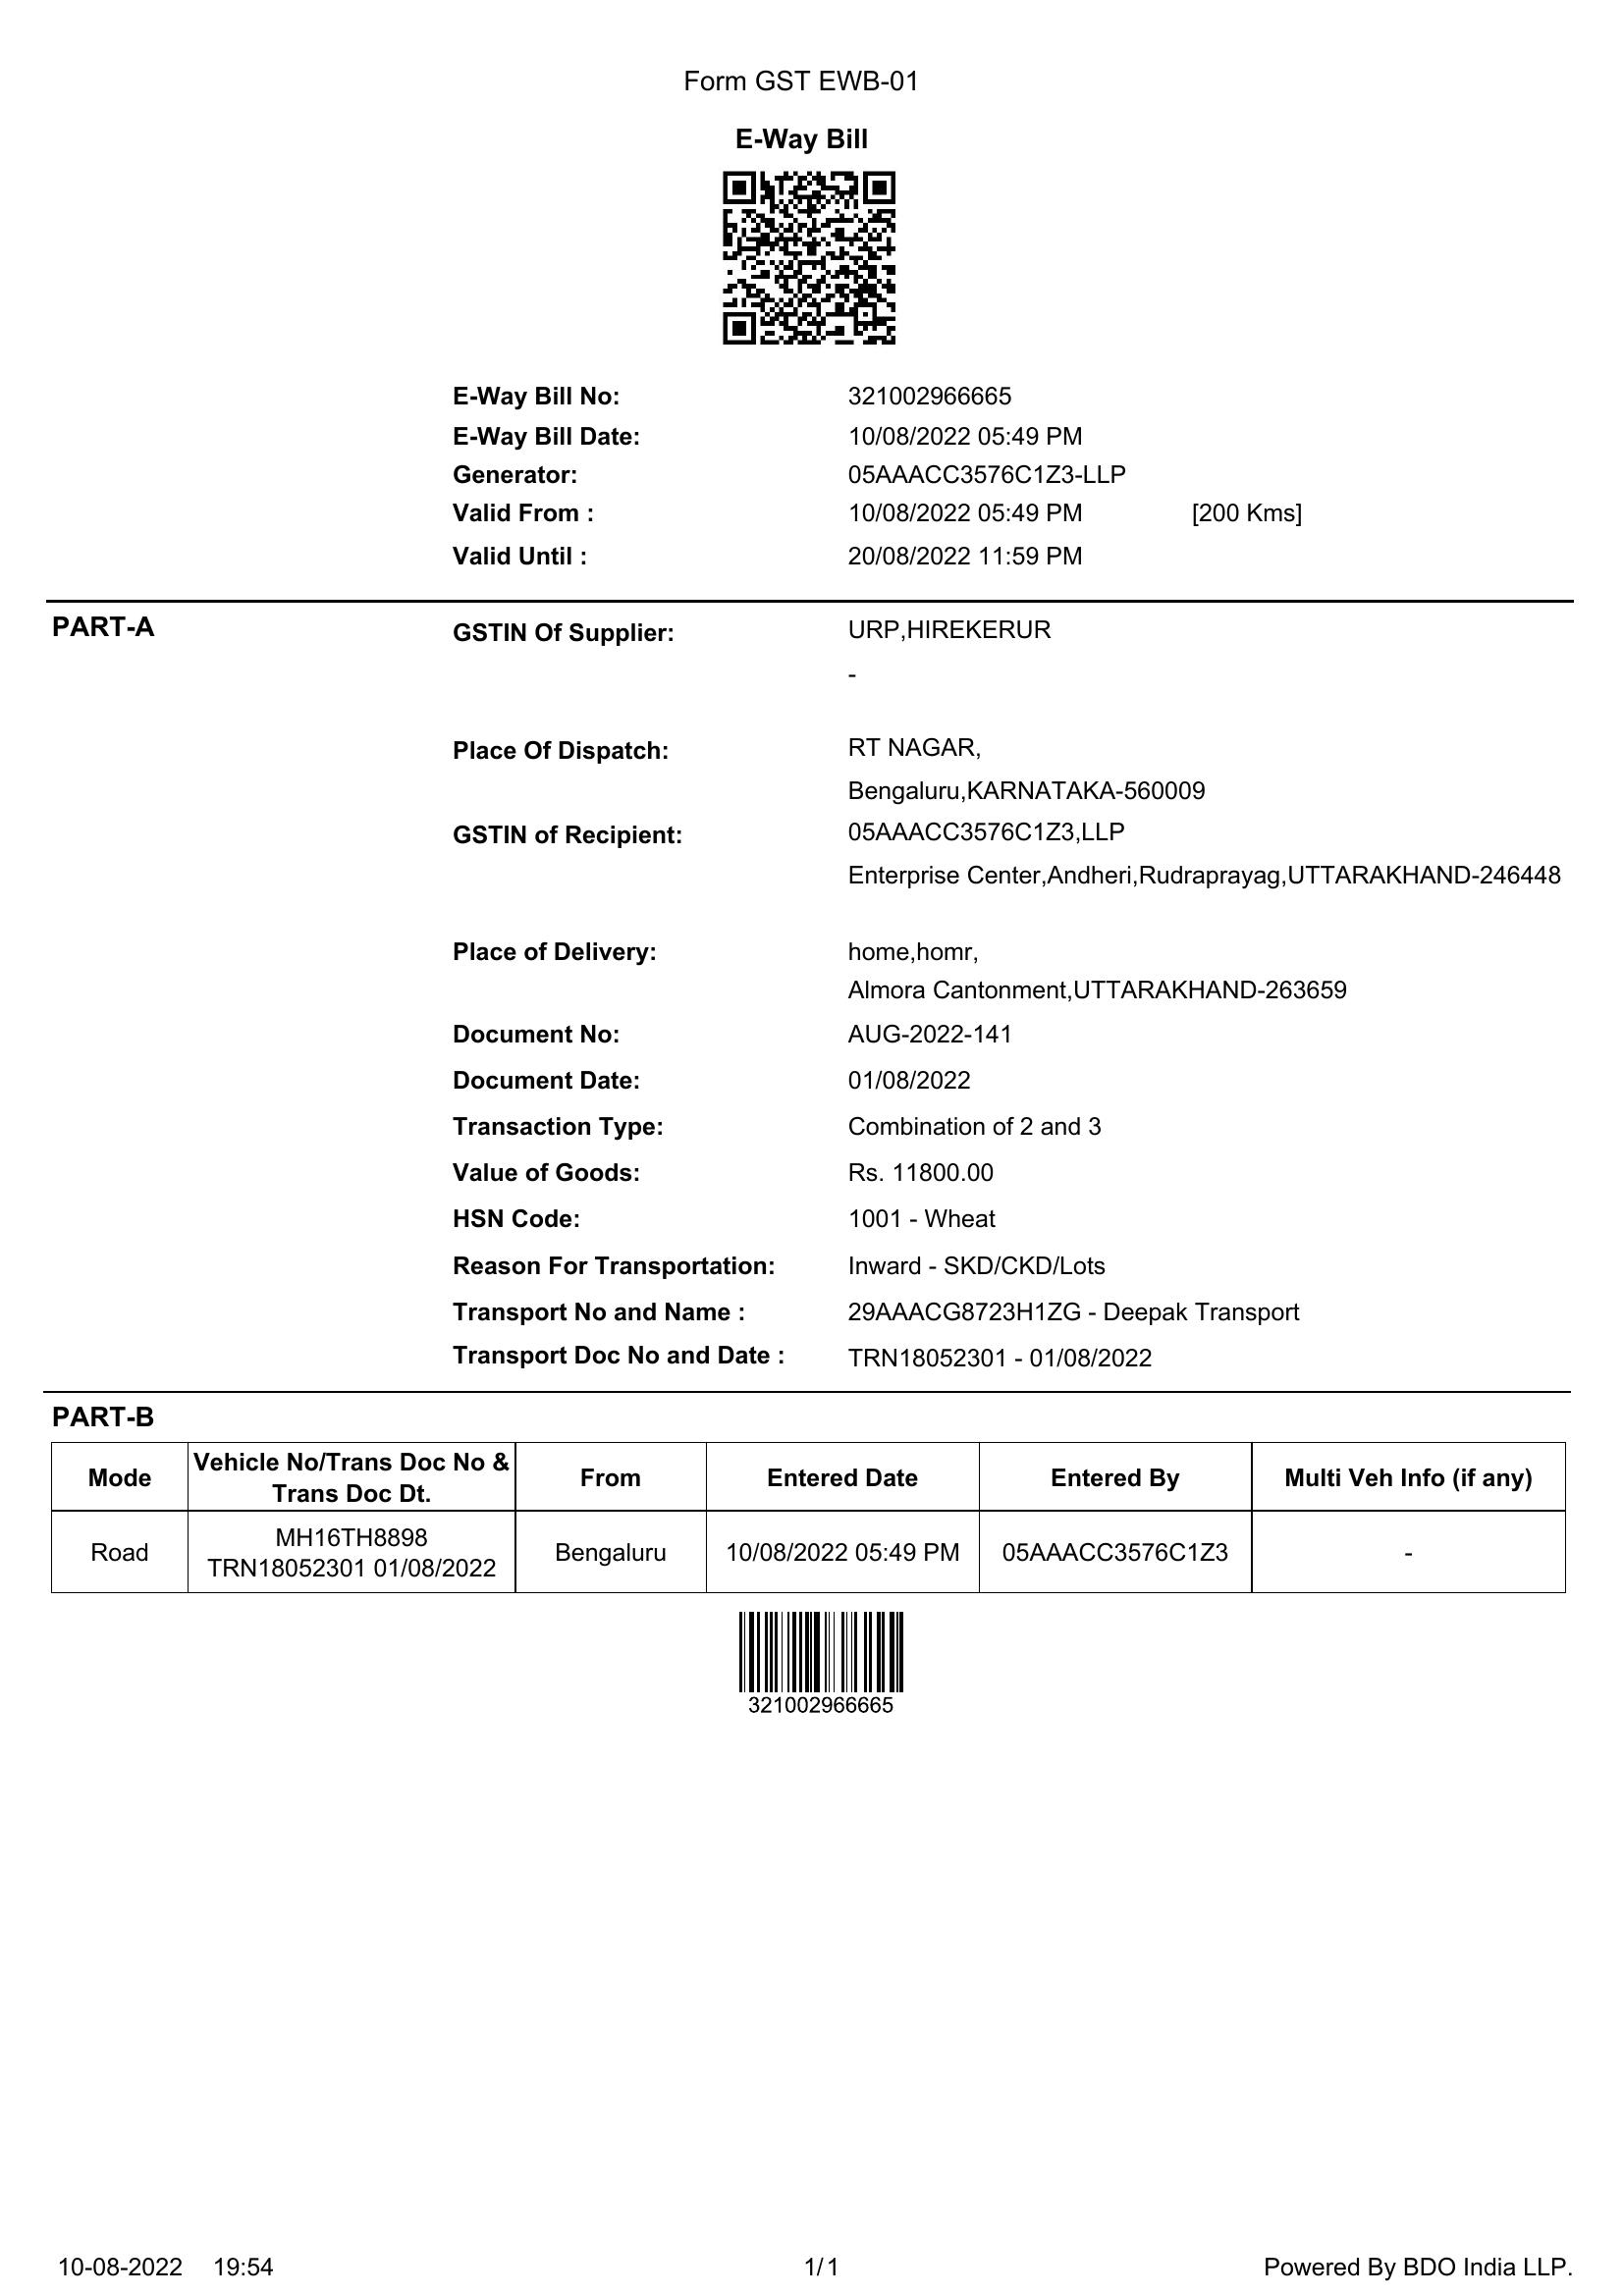 Form GST EWB-01
E-Way Bill
E-Way Bill No: 321002966665
E-Way Bill Date: 10/08/2022 05:49 PM
Generator: 05AAACC3576C1Z3-LLP
Valid From : 10/08/2022 05:49 PM [200 Kms]
Valid Until : 20/08/2022 11:59 PM
PART-A
GSTIN Of Supplier: URP,HIREKERUR
-
Place Of Dispatch: RT NAGAR,
Bengaluru,KARNATAKA-560009
GSTIN of Recipient: 05AAACC3576C1Z3,LLP
Enterprise Center,Andheri,Rudraprayag,UTTARAKHAND-246448
Place of Delivery: home,homr,
Almora Cantonment,UTTARAKHAND-263659
Document No: AUG-2022-141
Document Date: 01/08/2022
Transaction Type: Combination of 2 and 3
Value of Goods: Rs. 11800.00
HSN Code: 1001 - Wheat
Reason For Transportation: Inward - SKD/CKD/Lots
Transport No and Name : 29AAACG8723H1ZG - Deepak Transport
Transport Doc No and Date : TRN18052301 - 01/08/2022
PART-B
Mode Vehicle No/Trans Doc No & Trans Doc Dt. From Entered Date Entered By Multi Veh Info (if any)
Road MH16TH8898 TRN18052301 01/08/2022 Bengaluru 10/08/2022 05:49 PM 05AAACC3576C1Z3 -
321002966665
10-08-2022 19:54 1/1 Powered By BDO India LLP.